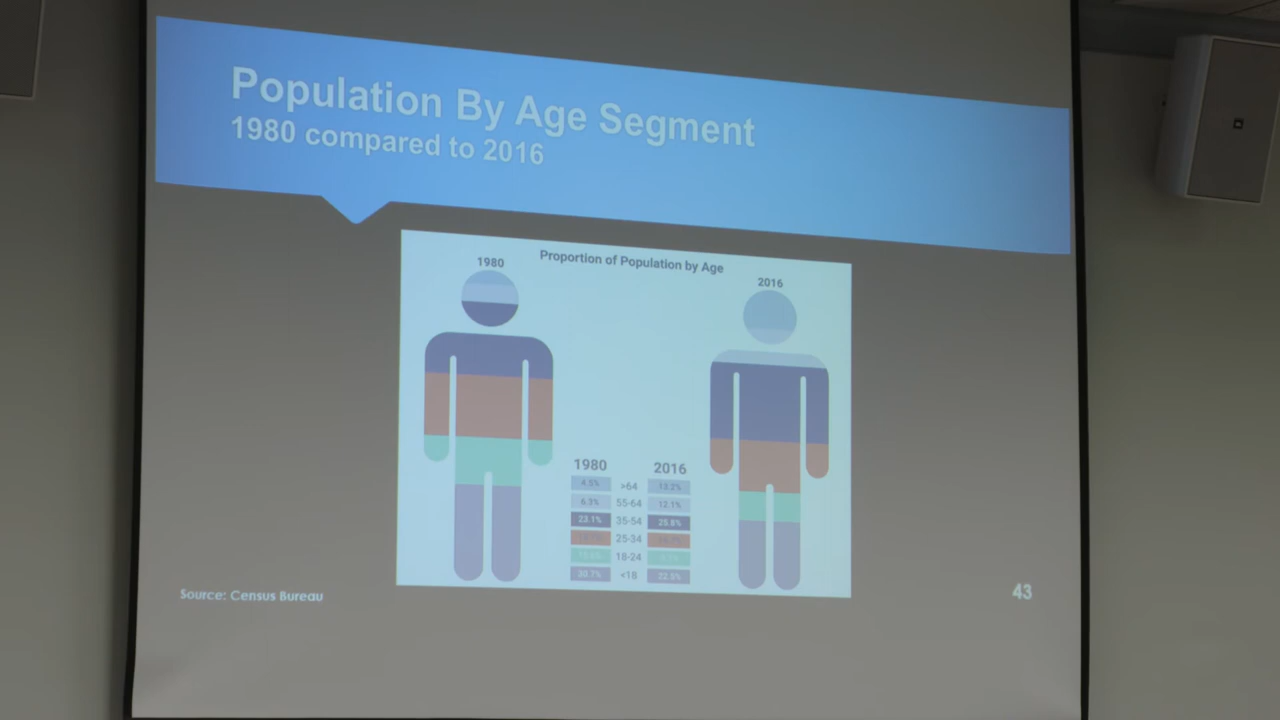 Population By Age Segment
1980 compared to 2016
Proportion of Population by Age
1980
2016
1980 2016
4.5% >64 13.2%
6.3% 55-64 12.1%
23.1% 35-54 25.8%
25-34
18-24
<18 22.5%
Source: Census Bureau
43